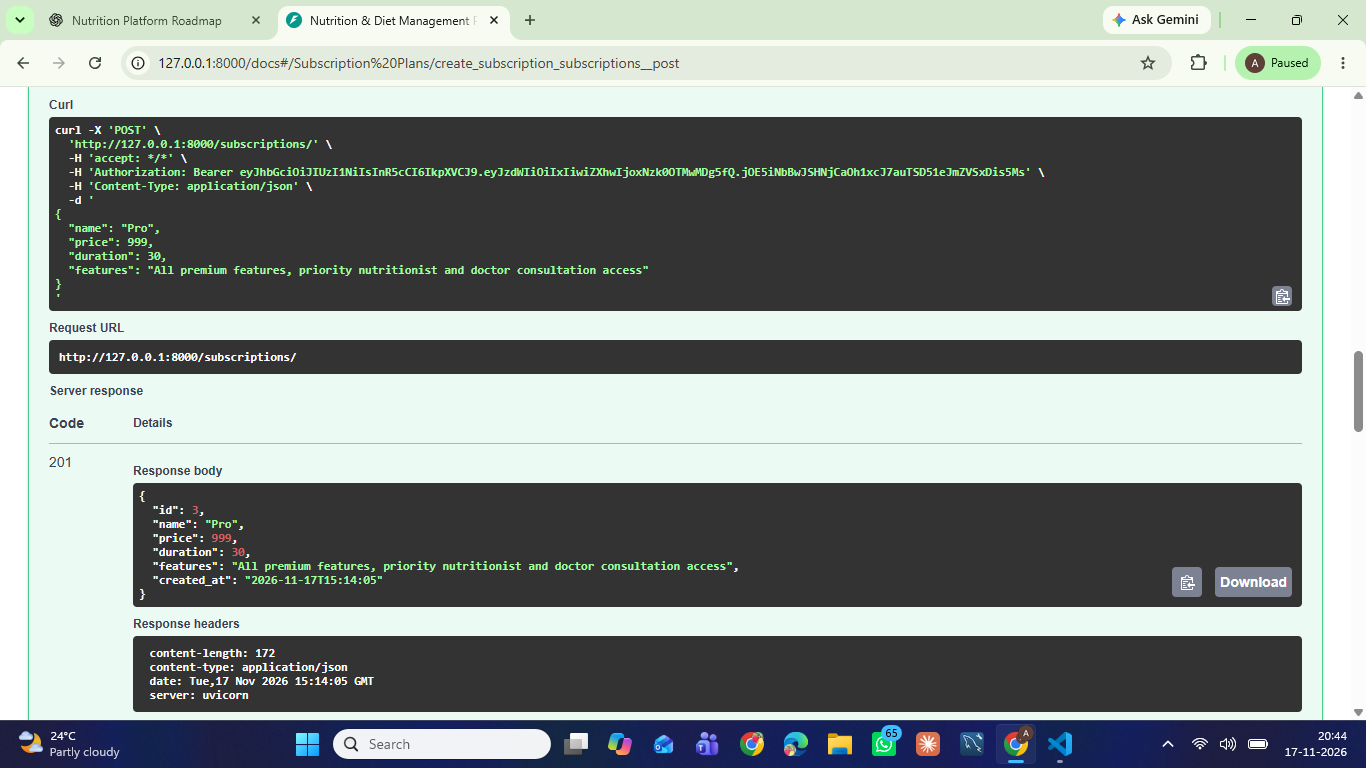 Nutrition Platform Roadmap
Nutrition & Diet Management P
Ask Gemini
127.0.0.1:8000/docs#/Subscription%20Plans/create_subscription_subscriptions__post
A Paused
Curl
curl -X 'POST' \
'http://127.0.0.1:8000/subscriptions/' \
-H 'accept: */*' \
-H 'Authorization: Bearer eyJhbGciOiJIUzI1NiIsInR5cCI6IkpXVCJ9.eyJzdWIiOiIxIiwiZXhwIjoxNzk0OTMwMDg5fQ.jOE5iNbBwJSHNjCaOh1xcJ7auTSD51eJmZVSxDis5Ms' \
-H 'Content-Type: application/json' \
-d '
{
"name": "Pro",
"price": 999,
"duration": 30,
"features": "All premium features, priority nutritionist and doctor consultation access"
}
'
Request URL
http://127.0.0.1:8000/subscriptions/
Server response
Code Details
201
Response body
{
"id": 3,
"name": "Pro",
"price": 999,
"duration": 30,
"features": "All premium features, priority nutritionist and doctor consultation access",
"created_at": "2026-11-17T15:14:05"
}
Download
Response headers
content-length: 172
content-type: application/json
date: Tue,17 Nov 2026 15:14:05 GMT
server: uvicorn
24°C
Partly cloudy
Search
65
A
20:44
17-11-2026